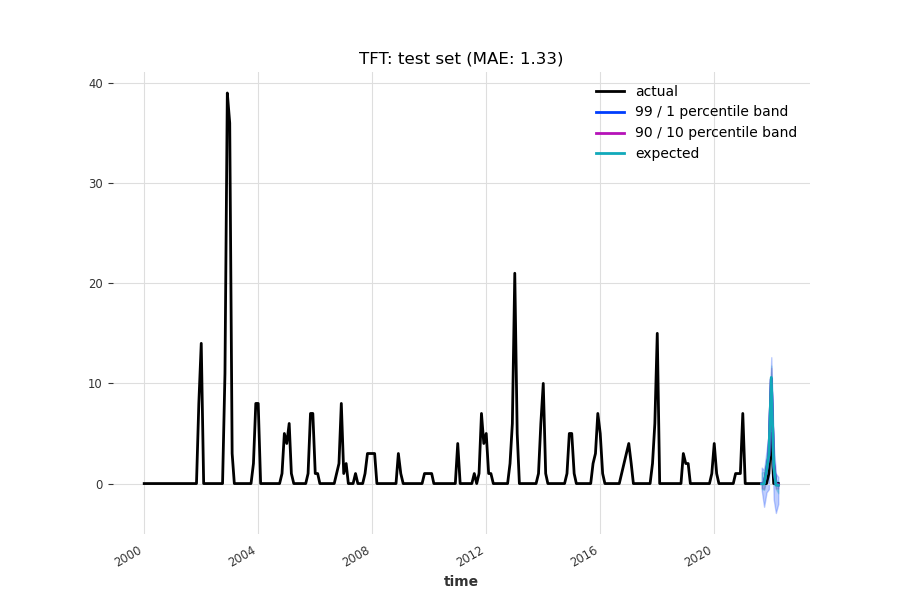 TFT: test set (MAE: 1.33)
actual
99 / 1 percentile band
90 / 10 percentile band
expected
40
30
20
10
0
2000
2004
2008
2012
2016
2020
time